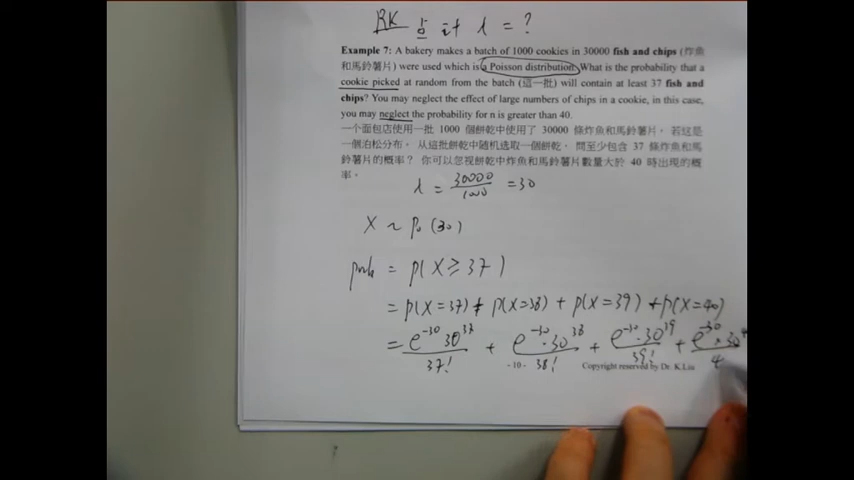 RK 点 计 λ = ?
Example 7: A bakery makes a batch of 1000 cookies in 30000 fish and chips (炸魚
和馬鈴薯片) were used which is a Poisson distribution. What is the probability that a
cookie picked at random from the batch (這一批) will contain at least 37 fish and
chips? You may neglect the effect of large numbers of chips in a cookie, in this case,
you may neglect the probability for n is greater than 40.
一个面包店使用一批 1000 個餅乾中使用了 30000 條炸魚和馬鈴薯片。若这是
一個泊松分布。从這批餅乾中随机选取一個餅乾。問至少包含 37 條炸魚和马
鈴薯片的概率？你可以忽視餅乾中炸魚和馬鈴薯片數量大於 40 時出現的概
率。
λ = 30000/1000 = 30
X ~ Po (30)
prob = p(X ≥ 37)
= p(X=37) + p(X=38) + p(X=39) + p(X=40)
= e^-30 30^37 / 37! + e^-30 · 30^38 / 38! + e^-30 · 30^39 / 39! + e^-30 × 30^4 / 4
- 10 -
Copyright reserved by Dr. K.Liu